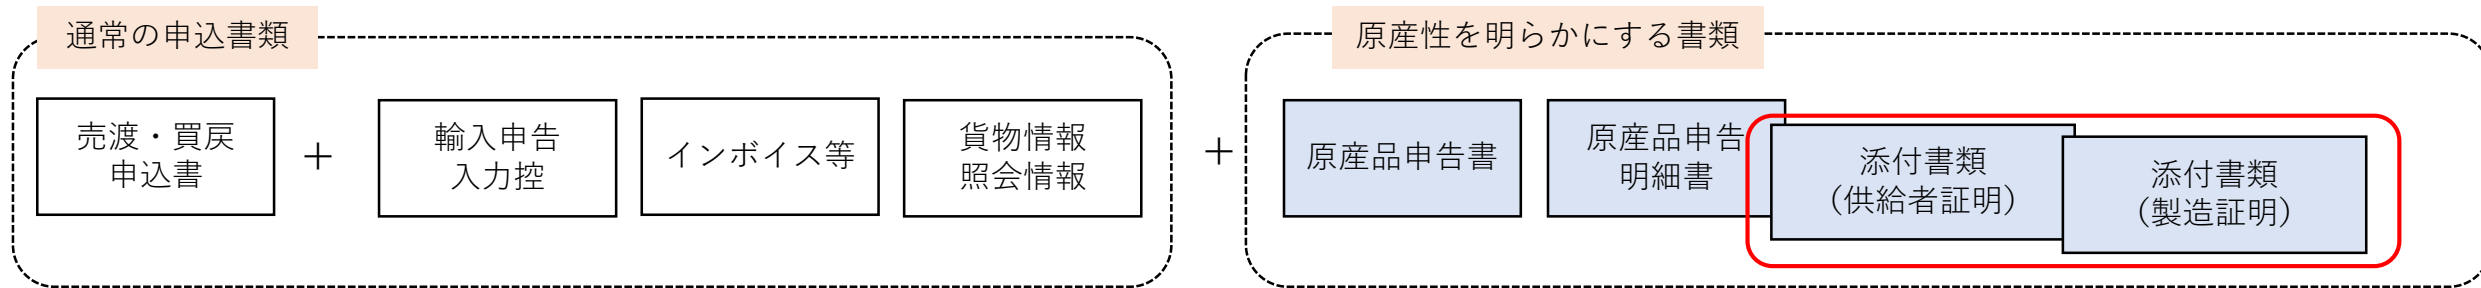 通常の申込書類
原産性を明らかにする書類
売渡・買戻
申込書
+
輸入申告
入力控
インボイス等
貨物情報
照会情報
+
原産品申告書
原産品申告
明細書
添付書類
(供給者証明)
添付書類
(製造証明)